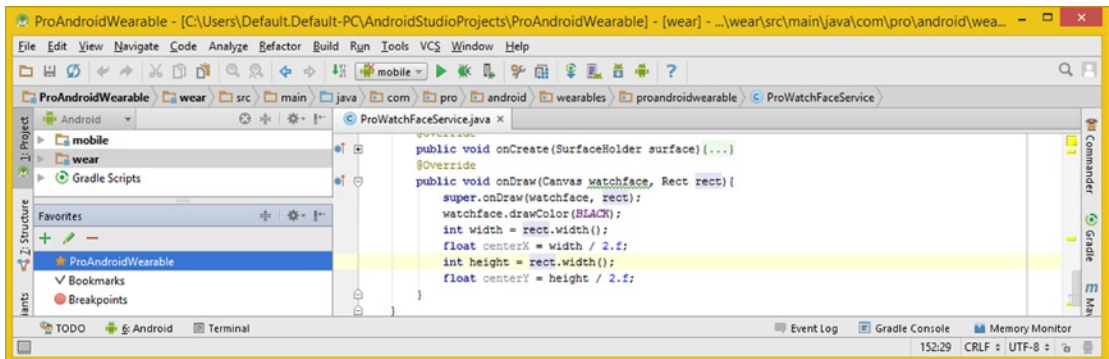 ProAndroidWearable - [C:\Users\Default.Default-PC\AndroidStudioProjects\ProAndroidWearable] - [wear] - ...\wear\src\main\java\com\pro\android\wea...
File Edit View Navigate Code Analyze Refactor Build Run Tools VCS Window Help
mobile
ProAndroidWearable wear src main java com pro android wearables proandroidwearable ProWatchFaceService
1: Project
Android
ProWatchFaceService.java
mobile
wear
Gradle Scripts
@Override
public void onCreate(SurfaceHolder surface){...}
@Override
public void onDraw(Canvas watchface, Rect rect){
super.onDraw(watchface, rect);
watchface.drawColor(BLACK);
int width = rect.width();
float centerX = width / 2.f;
int height = rect.width();
float centerY = height / 2.f;
}
}
Z: Structure
Favorites
ProAndroidWearable
Bookmarks
Breakpoints
Commander
Gradle
TODO 6: Android Terminal
Event Log Gradle Console Memory Monitor
152:29 CRLF UTF-8